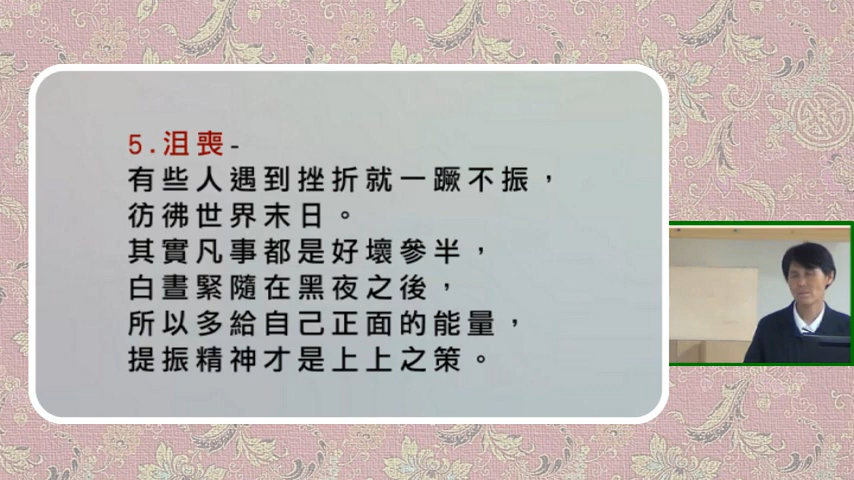 5.沮喪-
有些人遇到挫折就一蹶不振，
彷彿世界末日。
其實凡事都是好壞參半，
白晝緊隨在黑夜之後，
所以多給自己正面的能量，
提振精神才是上上之策。